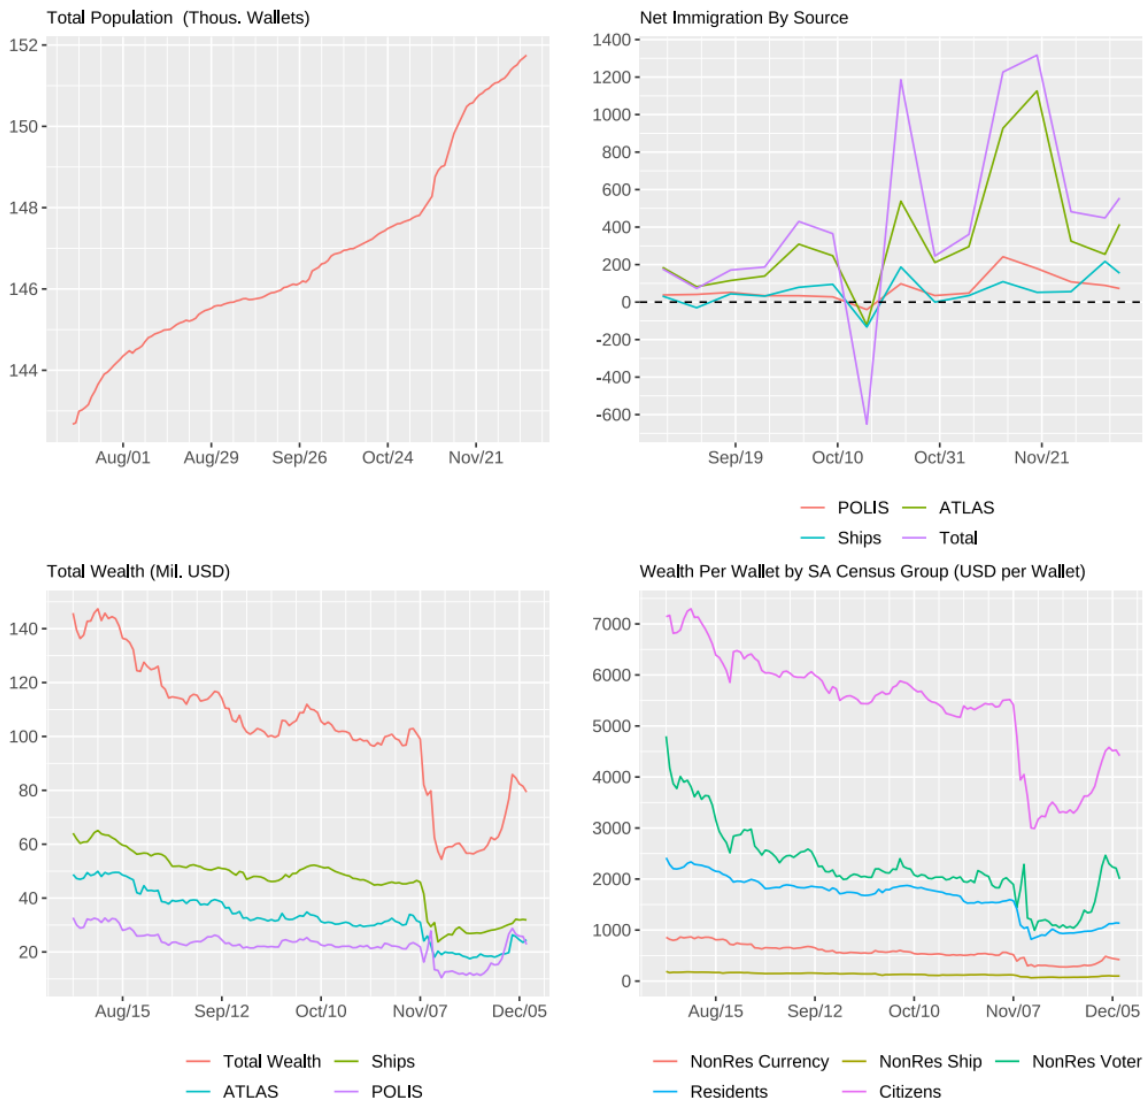 Total Population  (Thous. Wallets)
152
150
148
146
144
Aug/01 Aug/29 Sep/26 Oct/24 Nov/21
Net Immigration By Source
1400
1200
1000
800
600
400
200
0
-200
-400
-600
Sep/19 Oct/10 Oct/31 Nov/21
POLIS ATLAS
Ships Total
Total Wealth (Mil. USD)
140
120
100
80
60
40
20
Aug/15 Sep/12 Oct/10 Nov/07 Dec/05
Total Wealth Ships
ATLAS POLIS
Wealth Per Wallet by SA Census Group (USD per Wallet)
7000
6000
5000
4000
3000
2000
1000
0
Aug/15 Sep/12 Oct/10 Nov/07 Dec/05
NonRes Currency NonRes Ship NonRes Voter
Residents Citizens